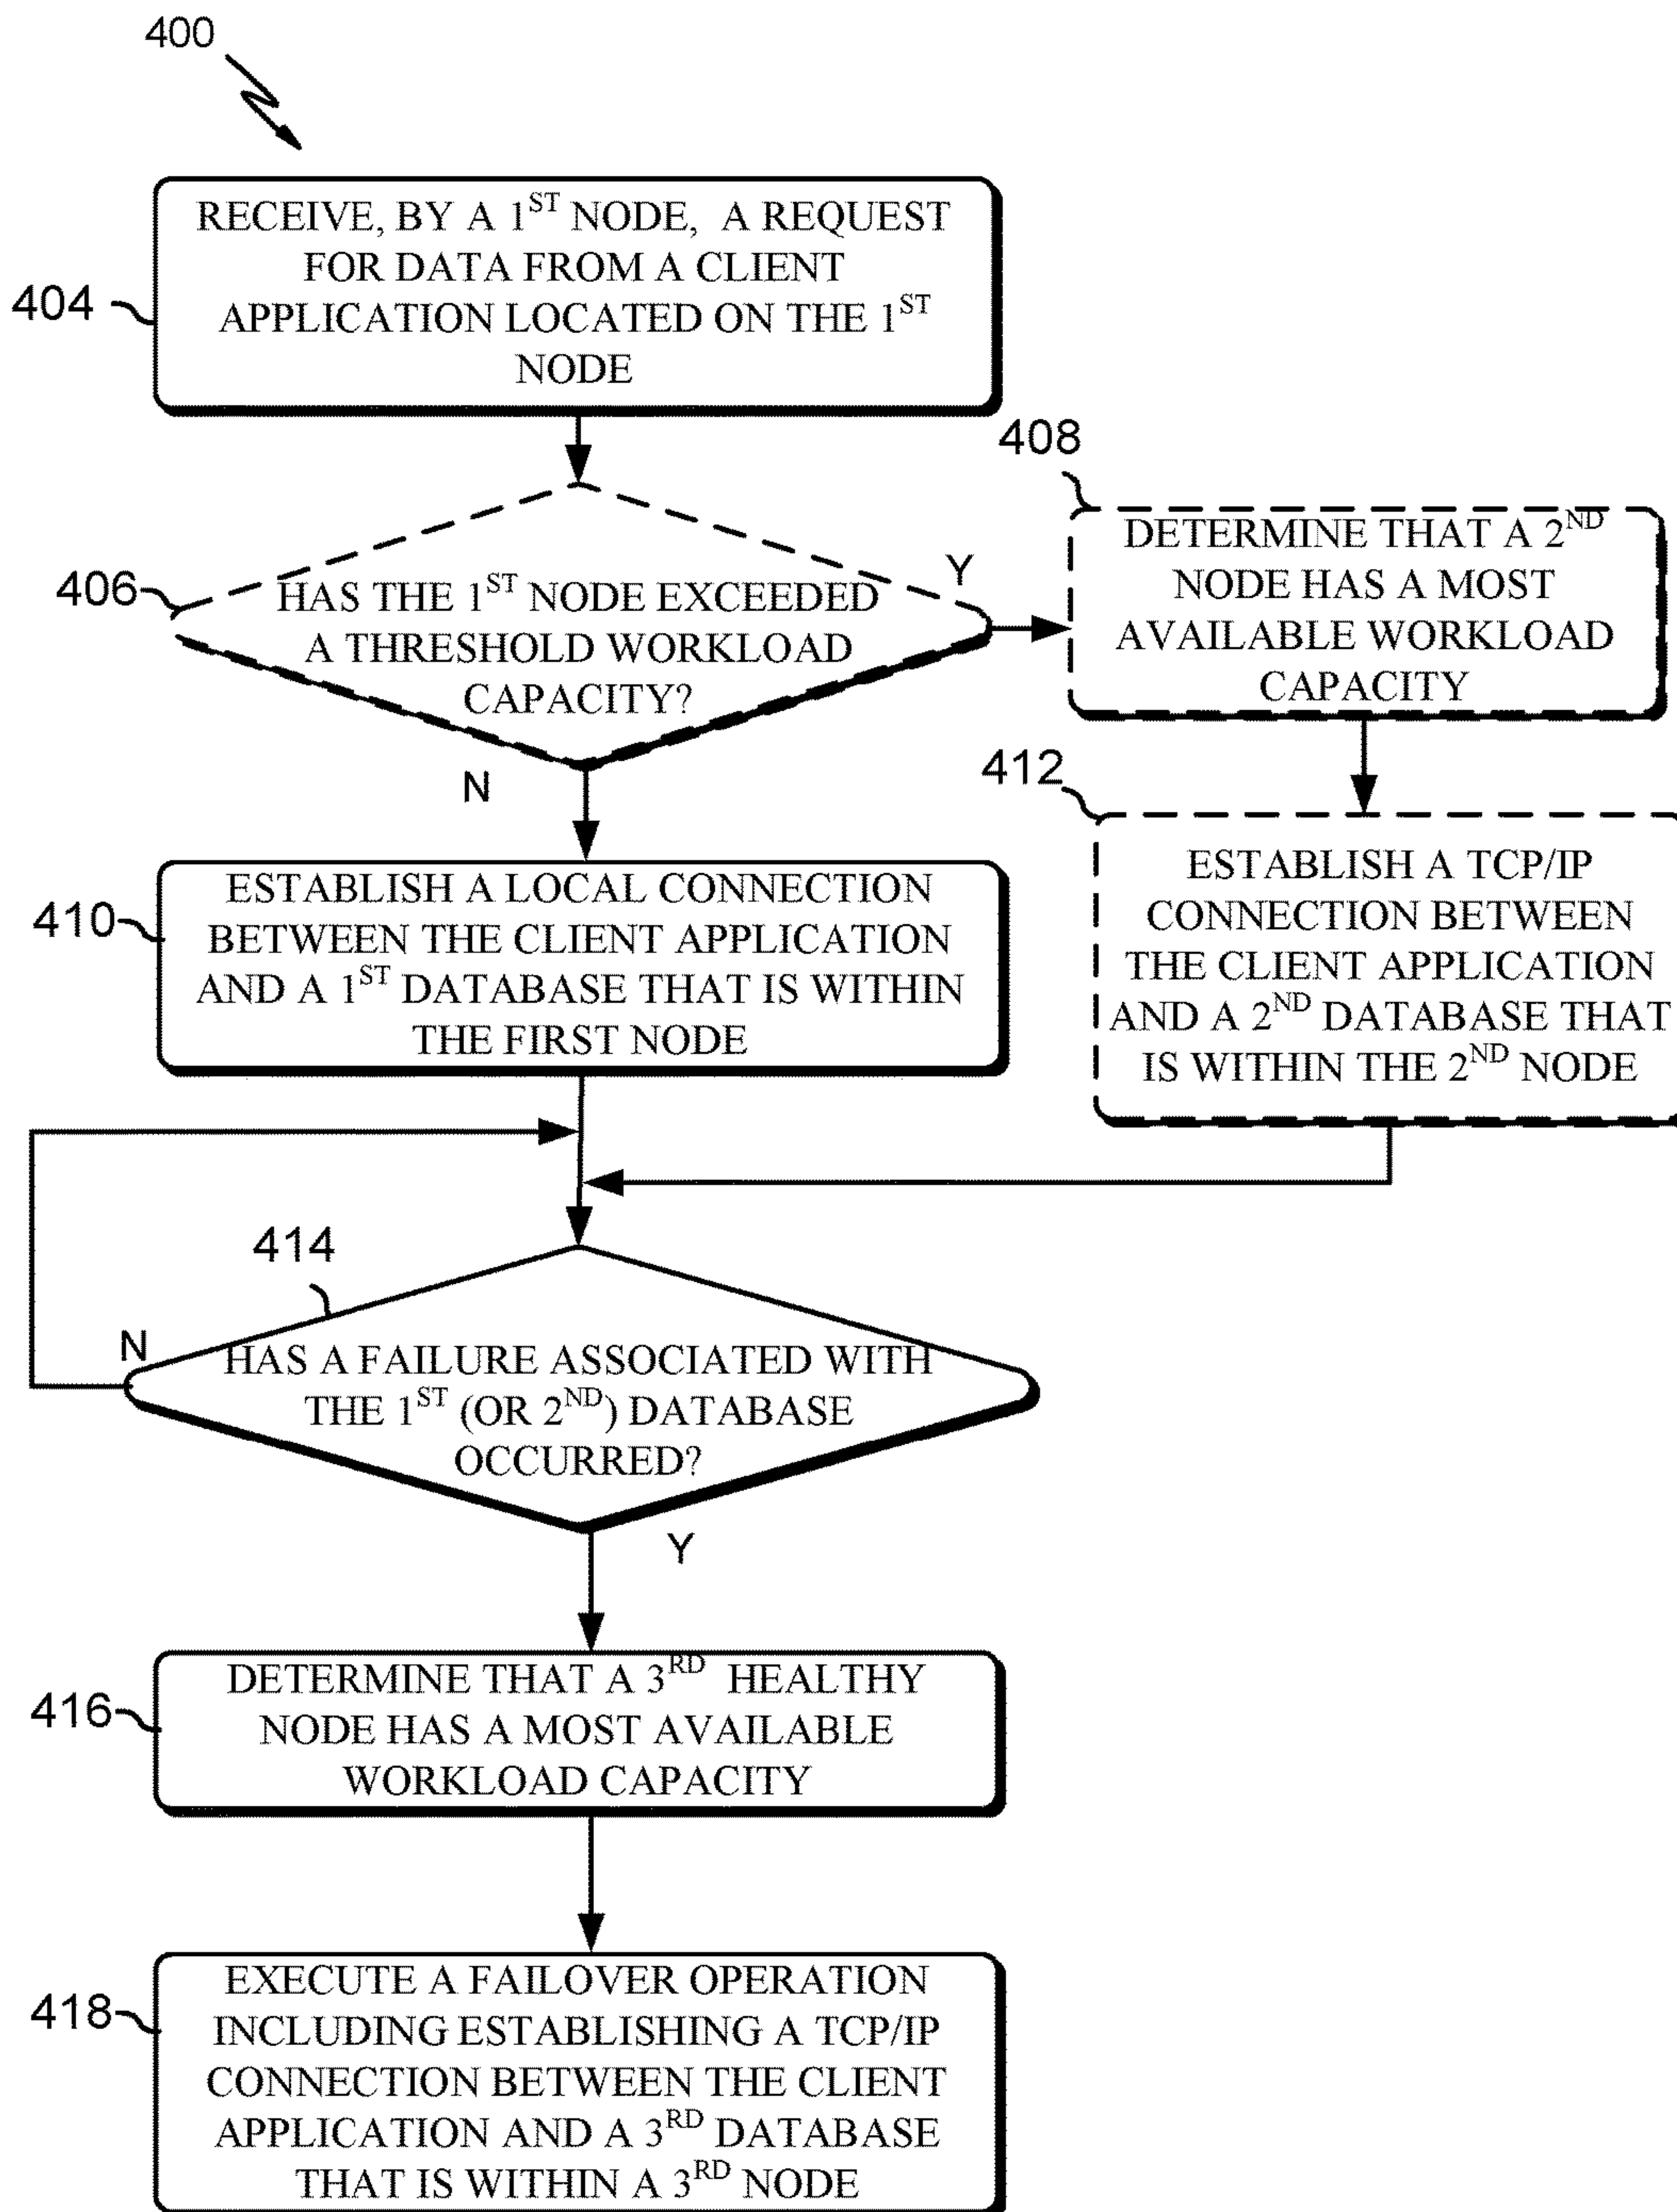 400
404
RECEIVE, BY A 1ST NODE, A REQUEST
FOR DATA FROM A CLIENT
APPLICATION LOCATED ON THE 1ST
NODE
406
HAS THE 1ST NODE EXCEEDED
A THRESHOLD WORKLOAD
CAPACITY?
Y
N
408
DETERMINE THAT A 2ND
NODE HAS A MOST
AVAILABLE WORKLOAD
CAPACITY
410
ESTABLISH A LOCAL CONNECTION
BETWEEN THE CLIENT APPLICATION
AND A 1ST DATABASE THAT IS WITHIN
THE FIRST NODE
412
ESTABLISH A TCP/IP
CONNECTION BETWEEN
THE CLIENT APPLICATION
AND A 2ND DATABASE THAT
IS WITHIN THE 2ND NODE
414
N
HAS A FAILURE ASSOCIATED WITH
THE 1ST (OR 2ND) DATABASE
OCCURRED?
Y
416
DETERMINE THAT A 3RD HEALTHY
NODE HAS A MOST AVAILABLE
WORKLOAD CAPACITY
418
EXECUTE A FAILOVER OPERATION
INCLUDING ESTABLISHING A TCP/IP
CONNECTION BETWEEN THE CLIENT
APPLICATION AND A 3RD DATABASE
THAT IS WITHIN A 3RD NODE